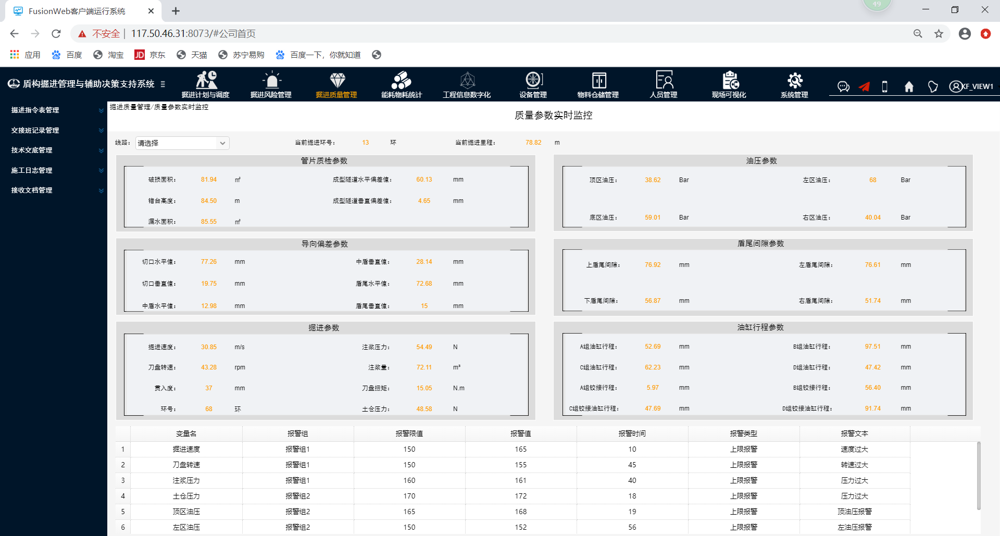 FusionWeb客户端运行系统
49
不安全 | 117.50.46.31:8073/#公司首页
应用 百度 淘宝 JD 京东 天猫 苏宁易购 百度一下，你就知道
盾构掘进管理与辅助决策支持系统
掘进计划与调度 掘进风险管理 掘进质量管理 能耗物耗统计 工程信息数字化 设备管理 物料仓储管理 人员管理 现场可视化 系统管理 KF_VIEW1
掘进指令表管理
交接班记录管理
技术交底管理
施工日志管理
接收文档管理
掘进质量管理/质量参数实时监控
质量参数实时监控
线路： 请选择 当前掘进环号： 13 环 当前掘进里程： 78.82 m
管片质检参数
破损面积： 81.94 ㎡ 成型隧道水平偏差值： 60.13 mm
错台高度： 84.50 m 成型隧道垂直偏差值： 4.65 mm
漏水面积： 85.55 ㎡
油压参数
顶区油压： 38.62 Bar 左区油压： 68 Bar
底区油压： 59.01 Bar 右区油压： 40.04 Bar
导向偏差参数
切口水平值： 77.26 mm 中盾垂直值： 28.14 mm
切口垂直值： 19.75 mm 盾尾水平值： 72.68 mm
中盾水平值： 12.98 mm 盾尾垂直值： 15 mm
盾尾间隙参数
上盾尾间隙： 76.92 mm 左盾尾间隙： 76.61 mm
下盾尾间隙： 56.87 mm 右盾尾间隙： 51.74 mm
掘进参数
掘进速度： 30.85 m/s 注浆压力： 54.49 N
刀盘转速： 43.28 rpm 注浆量： 72.11 m³
贯入度： 37 mm 刀盘扭矩： 15.05 N.m
环号： 68 环 土仓压力： 48.58 N
油缸行程参数
A组油缸行程： 52.69 mm B组油缸行程： 97.51 mm
C组油缸行程： 62.23 mm D组油缸行程： 47.42 mm
A组铰接行程： 5.97 mm B组铰接行程： 56.40 mm
C组铰接油缸行程： 47.69 mm D组铰接油缸行程： 91.74 mm
变量名 报警组 报警限值 报警值 报警时间 报警类型 报警文本
1 掘进速度 报警组1 150 165 10 上限报警 速度过大
2 刀盘转速 报警组1 150 155 45 上限报警 转速过大
3 注浆压力 报警组1 160 161 40 上限报警 压力过大
4 土仓压力 报警组2 170 172 18 上限报警 压力过大
5 顶区油压 报警组2 165 168 19 上限报警 顶油压报警
6 左区油压 报警组2 150 152 56 上限报警 左油压报警